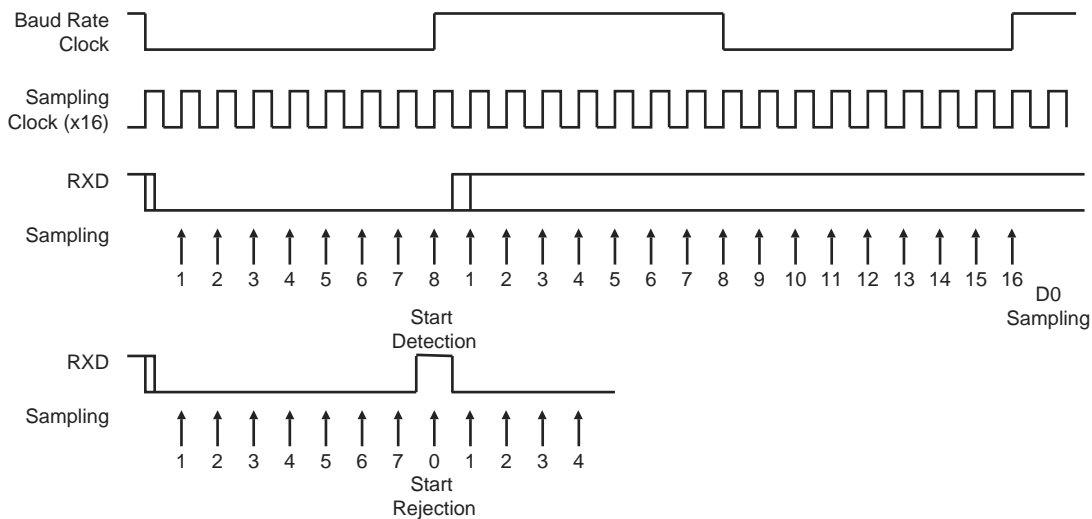 Baud Rate
Clock
Sampling
Clock (x16)
RXD
Sampling
1 2 3 4 5 6 7 8 1 2 3 4 5 6 7 8 9 10 11 12 13 14 15 16
D0
Sampling
Start
Detection
RXD
Sampling
1 2 3 4 5 6 7 0 1 2 3 4
Start
Rejection